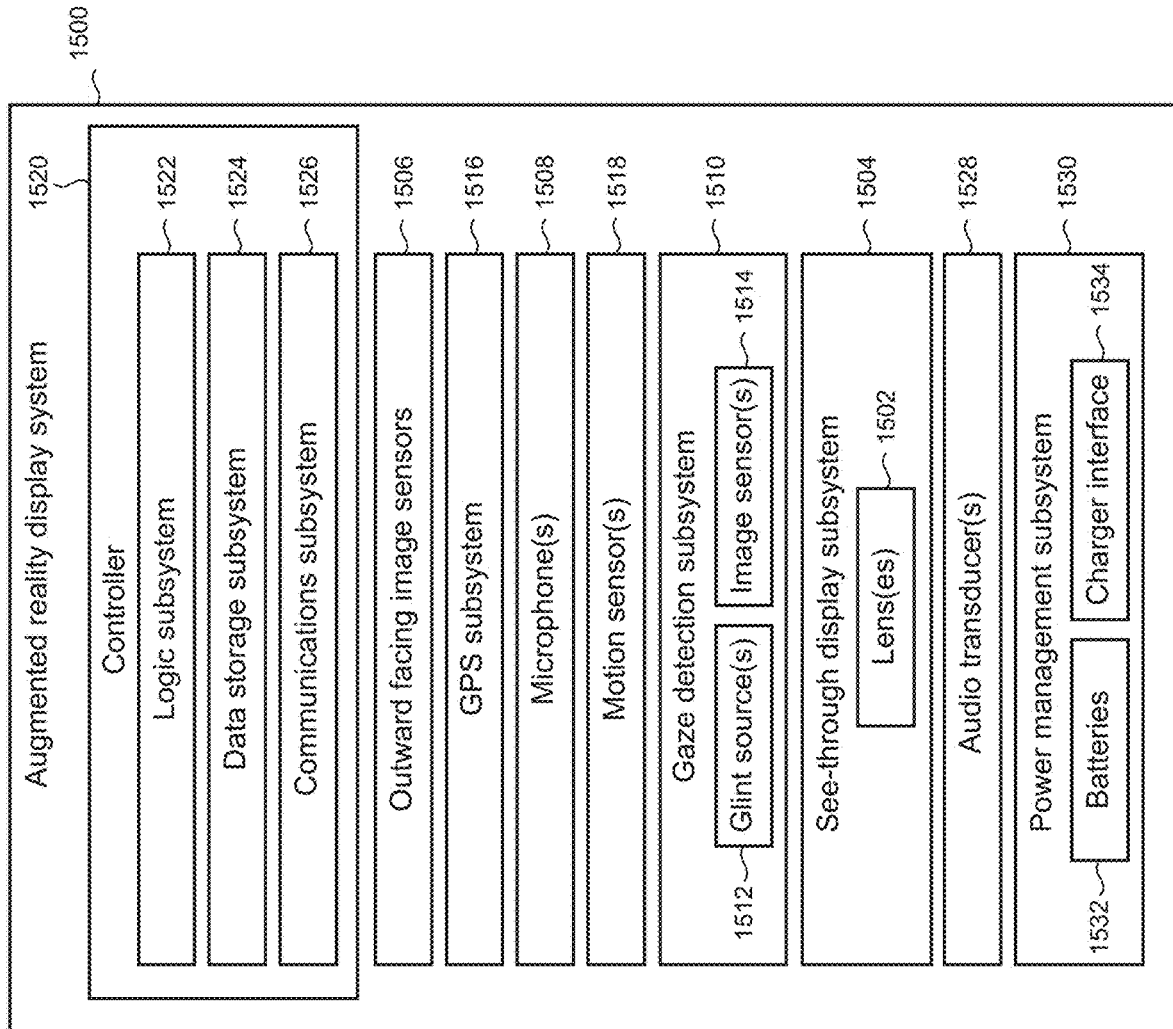 1500
Augmented reality display system
1520
Controller
Logic subsystem
1522
Data storage subsystem
1524
Communications subsystem
1526
Outward facing image sensors
1506
GPS subsystem
1516
Microphone(s)
1508
Motion sensor(s)
1518
Gaze detection subsystem
1510
1512
Glint source(s)
Image sensor(s)
1514
See-through display subsystem
1504
Lens(es)
1502
Audio transducer(s)
1528
Power management subsystem
1530
1532
Batteries
Charger interface
1534